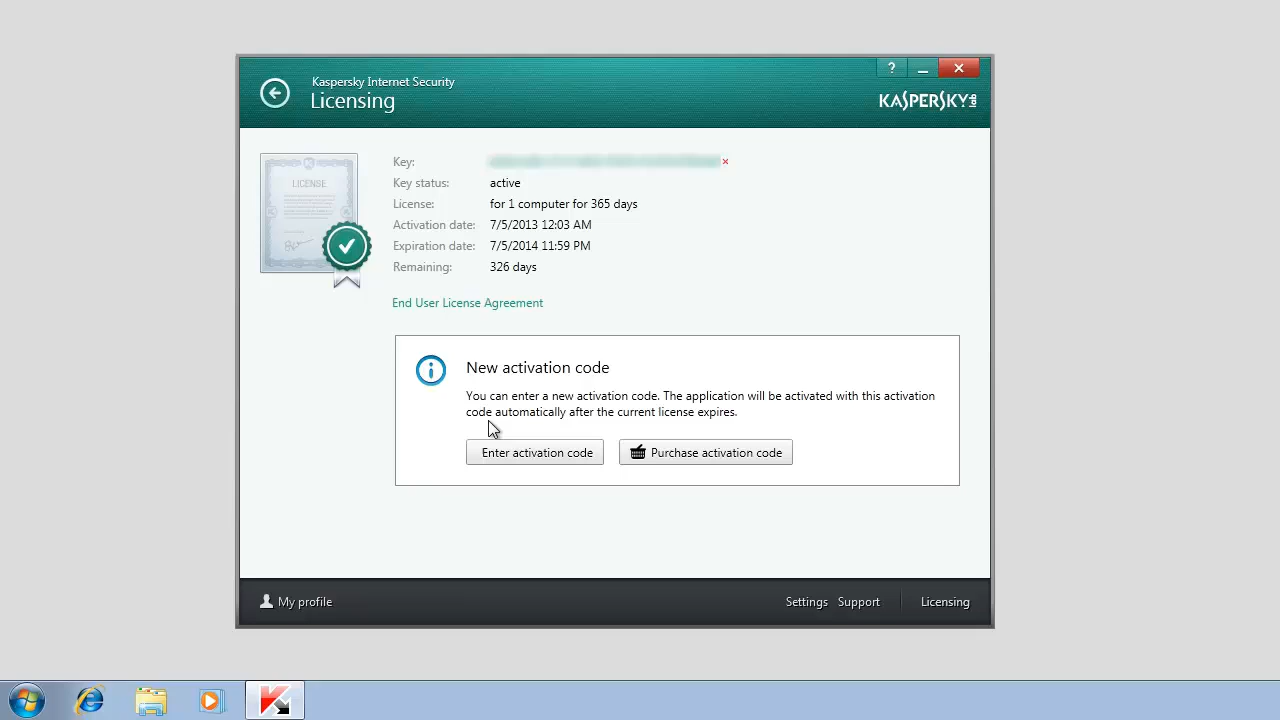 Kaspersky Internet Security
Licensing
?
KASPERSKY lab
LICENSE
Key:
Key status: active
License: for 1 computer for 365 days
Activation date: 7/5/2013 12:03 AM
Expiration date: 7/5/2014 11:59 PM
Remaining: 326 days
End User License Agreement
New activation code
You can enter a new activation code. The application will be activated with this activation
code automatically after the current license expires.
Enter activation code Purchase activation code
My profile Settings Support Licensing